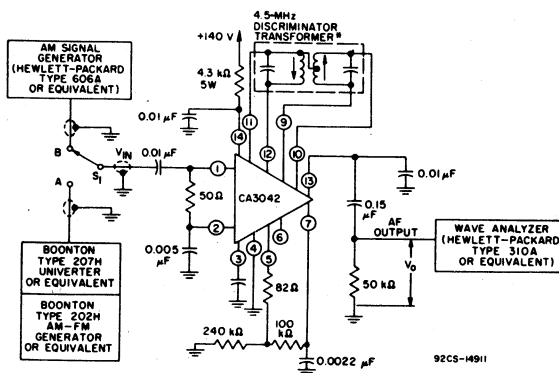 4.5-MHz
DISCRIMINATOR
TRANSFORMER*
+140 V
AM SIGNAL
GENERATOR
(HEWLETT-PACKARD
TYPE 606A
OR EQUIVALENT)
4.3 kΩ
5W
0.01 μF
11
12
9
10
14
13
B
S1
A
VIN
0.01 μF
1
50Ω
CA3042
2
7
0.01 μF
0.15
μF
AF
OUTPUT
WAVE ANALYZER
(HEWLETT-PACKARD
TYPE 310A
OR EQUIVALENT)
0.005
μF
3
4
5
6
82Ω
50 kΩ
Vo
BOONTON
TYPE 207H
UNIVERTER
OR EQUIVALENT
BOONTON
TYPE 202H
AM-FM
GENERATOR
OR EQUIVALENT
240 kΩ
100
kΩ
0.0022 μF
92CS-14911